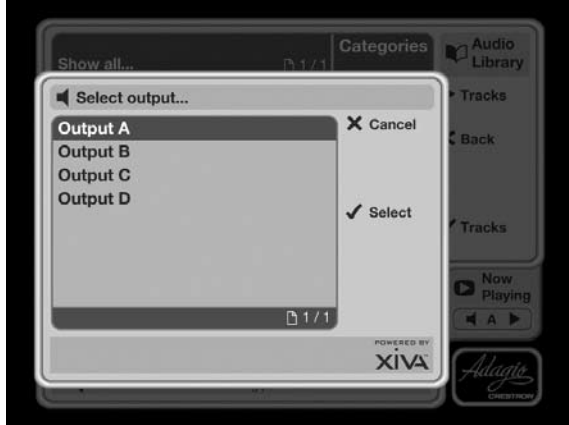 Categories
Show all...
1/1
Audio
Library
Select output...
Tracks
Output A
Cancel
Output B
Back
Output C
Output D
Select
Tracks
Now
Playing
1/1
A
POWERED BY
XiVA
Adagio
CRESTRON